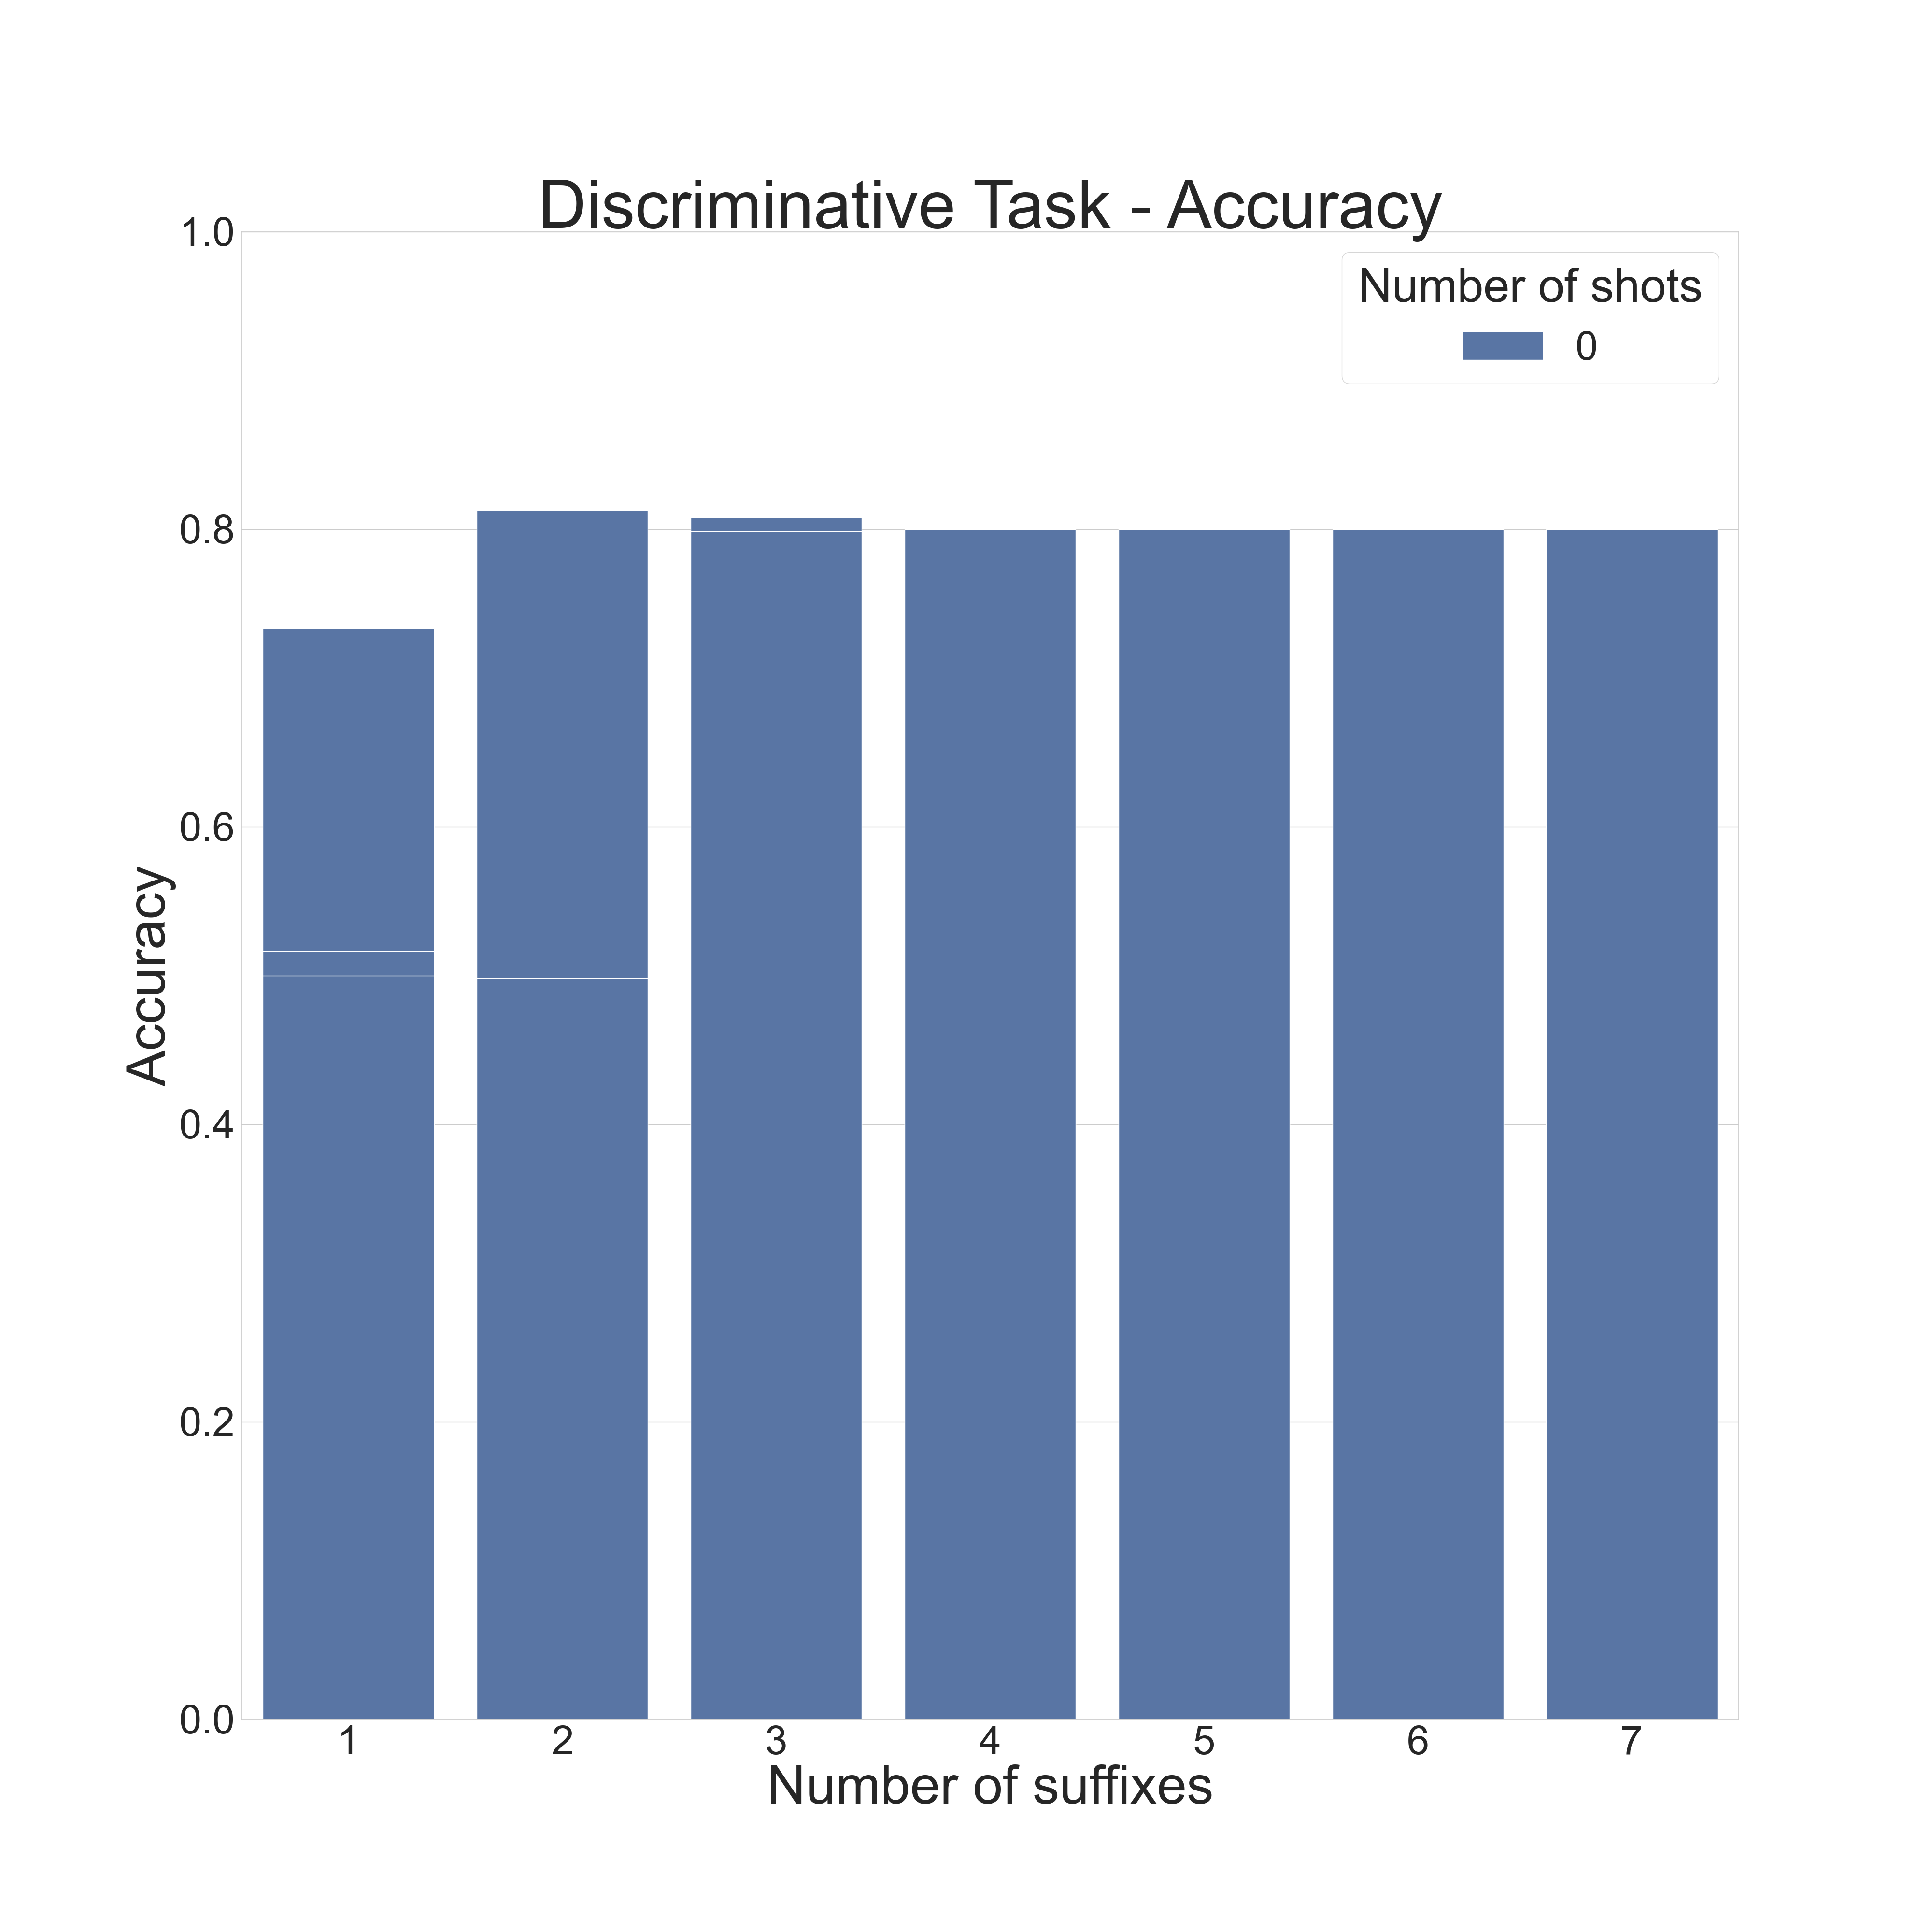 Discriminative Task - Accuracy
1.0
Number of shots
0
0.8
0.6
Accuracy
0.4
0.2
0.0
1 2 3 4 5 6 7
Number of suffixes